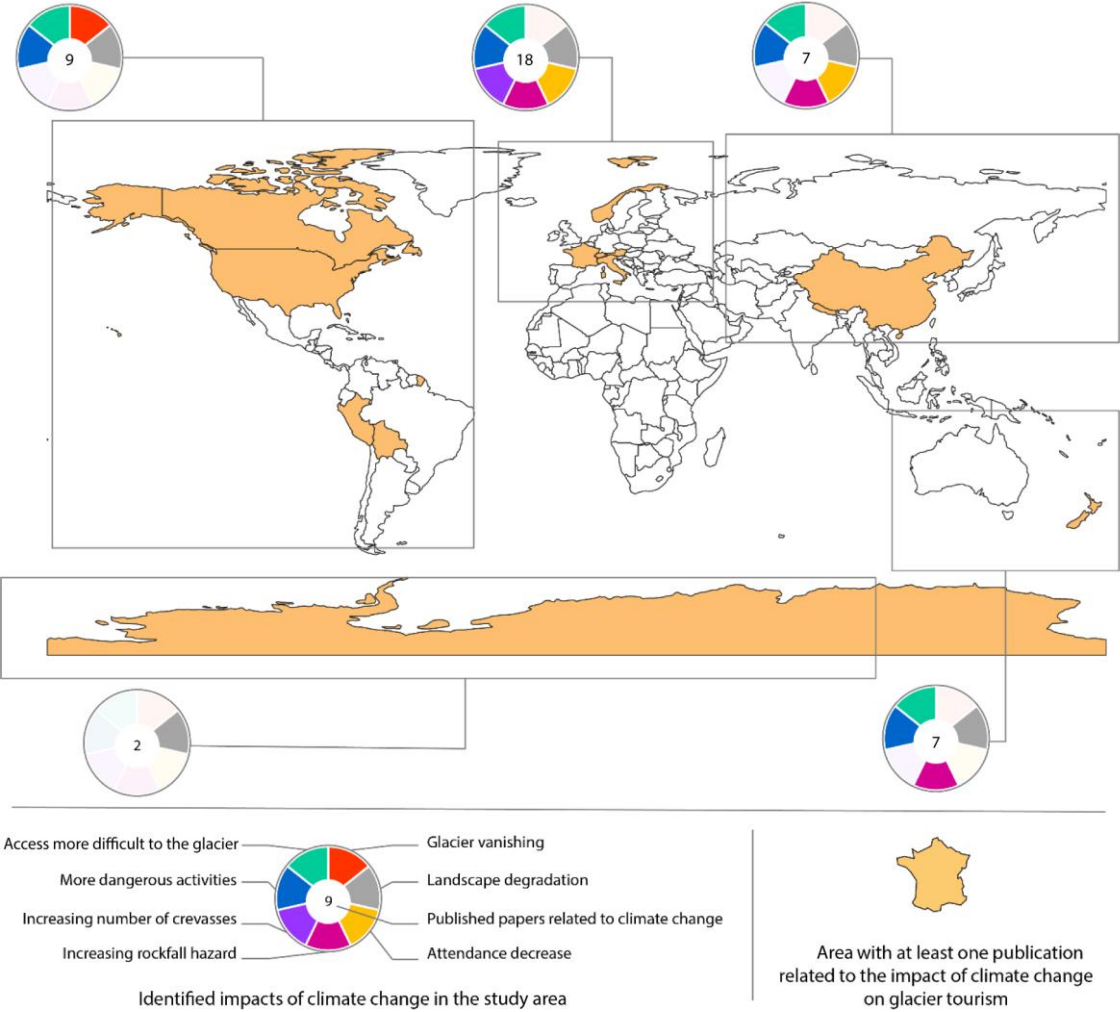 9
18
7
2
7
Access more difficult to the glacier
Glacier vanishing
More dangerous activities
Landscape degradation
9
Increasing number of crevasses
Published papers related to climate change
Increasing rockfall hazard
Attendance decrease
Identified impacts of climate change in the study area
Area with at least one publication
related to the impact of climate change
on glacier tourism